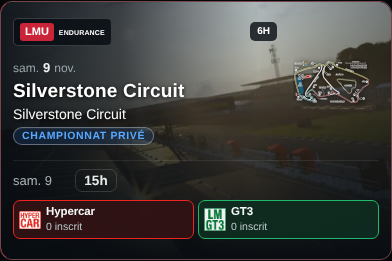 LMU ENDURANCE
6H
sam. 9 nov.
Silverstone Circuit
Silverstone Circuit
CHAMPIONNAT PRIVÉ
sam. 9
15h
HYPER CAR
Hypercar
0 inscrit
LM GT3
GT3
0 inscrit